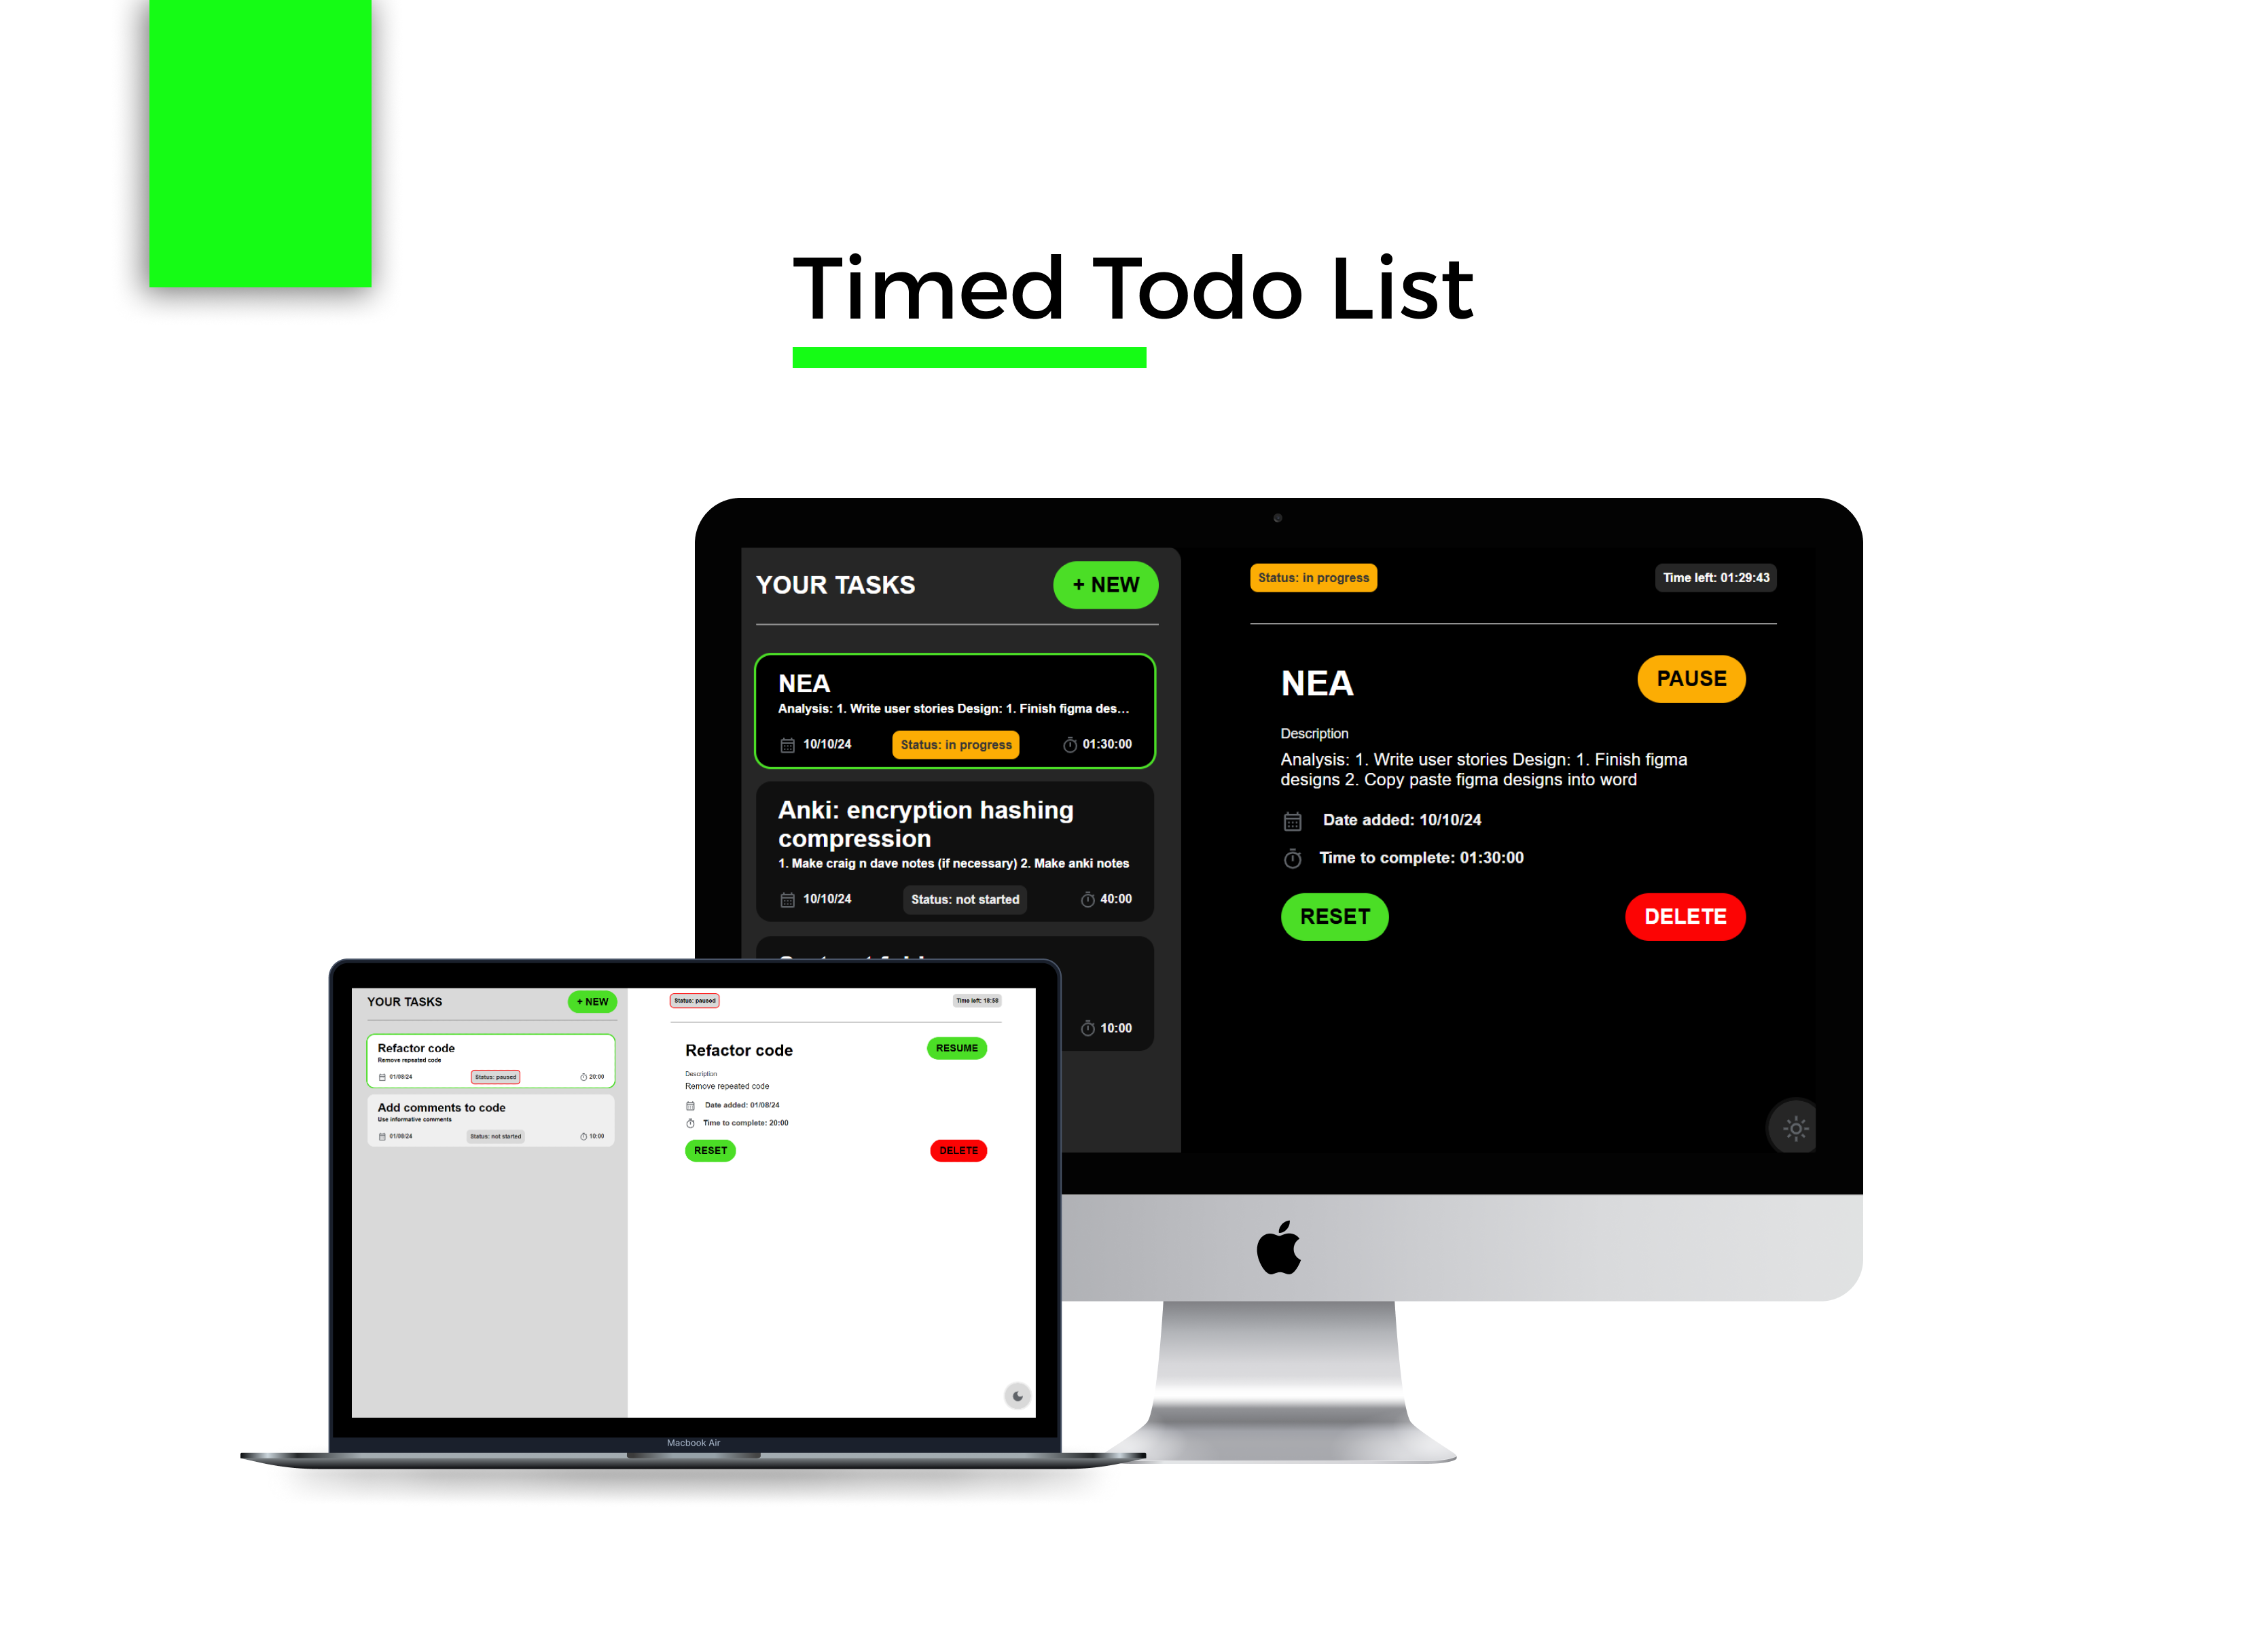 Timed Todo List
YOUR TASKS
+ NEW
NEA
Analysis: 1. Write user stories Design: 1. Finish figma des...
10/10/24
Status: in progress
01:30:00
Anki: encryption hashing
compression
1. Make craig n dave notes (if necessary) 2. Make anki notes
10/10/24
Status: not started
40:00
10:00
Status: in progress
Time left: 01:29:43
NEA
PAUSE
Description
Analysis: 1. Write user stories Design: 1. Finish figma
designs 2. Copy paste figma designs into word
Date added: 10/10/24
Time to complete: 01:30:00
RESET
DELETE
YOUR TASKS
+ NEW
Refactor code
Remove repeated code
01/08/24
Status: paused
20:00
Add comments to code
Use informative comments
01/08/24
Status: not started
10:00
Status: paused
Time left: 18:58
Refactor code
RESUME
Description
Remove repeated code
Date added: 01/08/24
Time to complete: 20:00
RESET
DELETE
Macbook Air